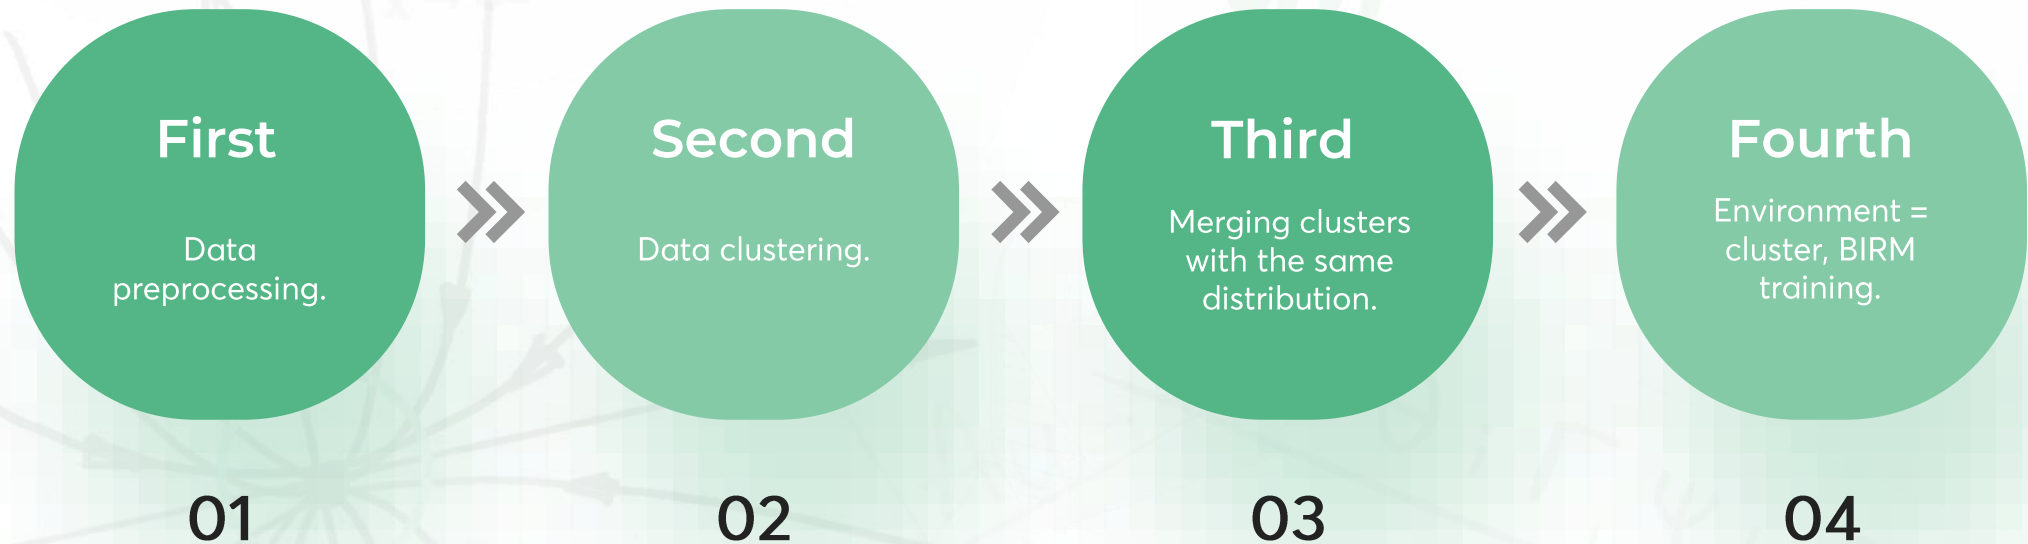 First
Data
preprocessing.
01
Second
Data clustering.
02
Third
Merging clusters
with the same
distribution.
03
Fourth
Environment =
cluster, BIRM
training.
04